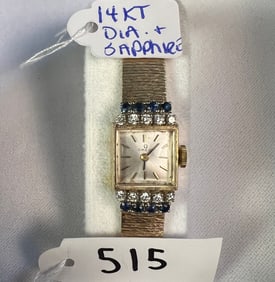 14KT
DIA. +
SAPPHIRE
Ω
515